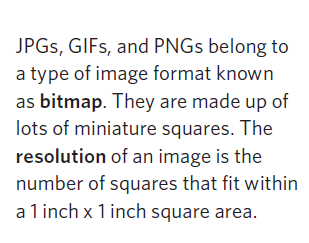 JPGs, GIFs, and PNGs belong to
a type of image format known
as bitmap. They are made up of
lots of miniature squares. The
resolution of an image is the
number of squares that fit within
a 1 inch x 1 inch square area.